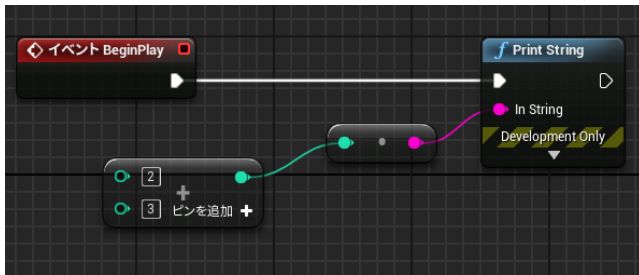 イベント BeginPlay
f Print String
In String
Development Only
2
3 ピンを追加